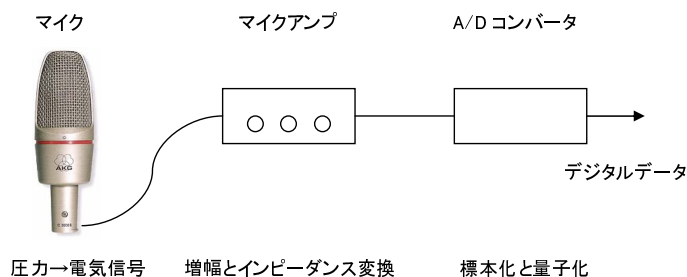 マイク
マイクアンプ
A/Dコンバータ
AKG
デジタルデータ
圧力→電気信号
増幅とインピーダンス変換
標本化と量子化